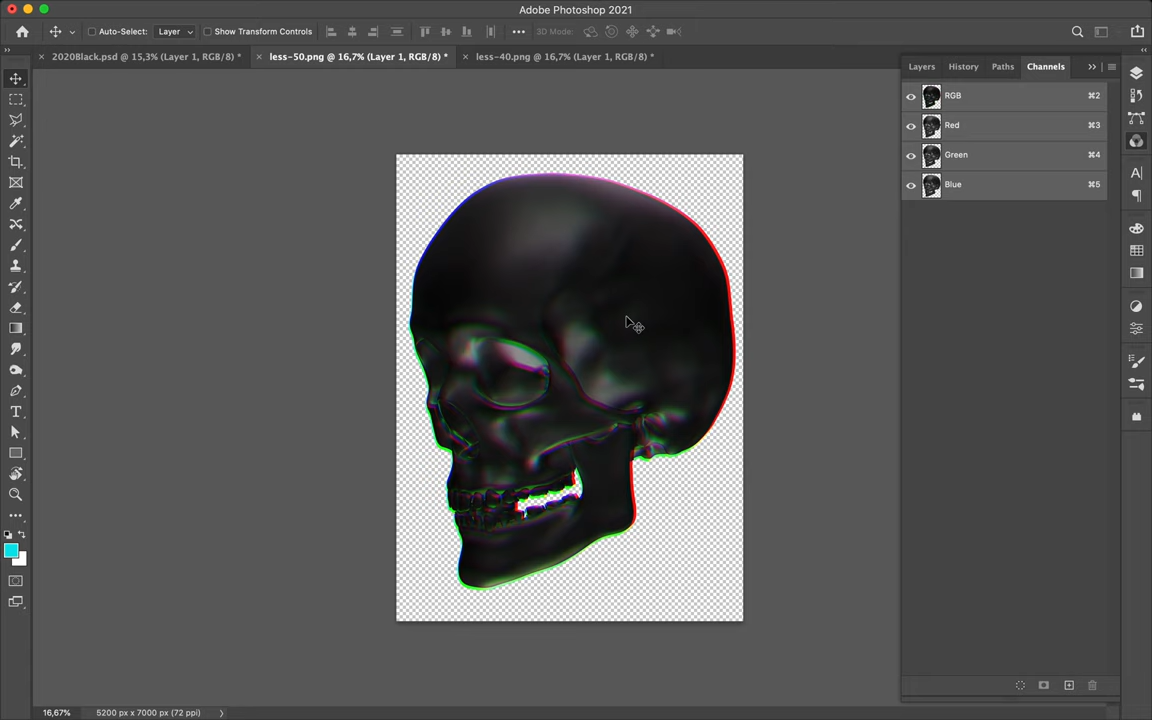 Adobe Photoshop 2021
Auto-Select: Layer Show Transform Controls 3D Mode:
2020Black.psd @ 15,3% (Layer 1, RGB/8) *
less-50.png @ 16,7% (Layer 1, RGB/8) *
less-40.png @ 16,7% (Layer 1, RGB/8) *
Layers History Paths Channels
RGB ⌘2
Red ⌘3
Green ⌘4
Blue ⌘5
16,67% 5200 px x 7000 px (72 ppi)